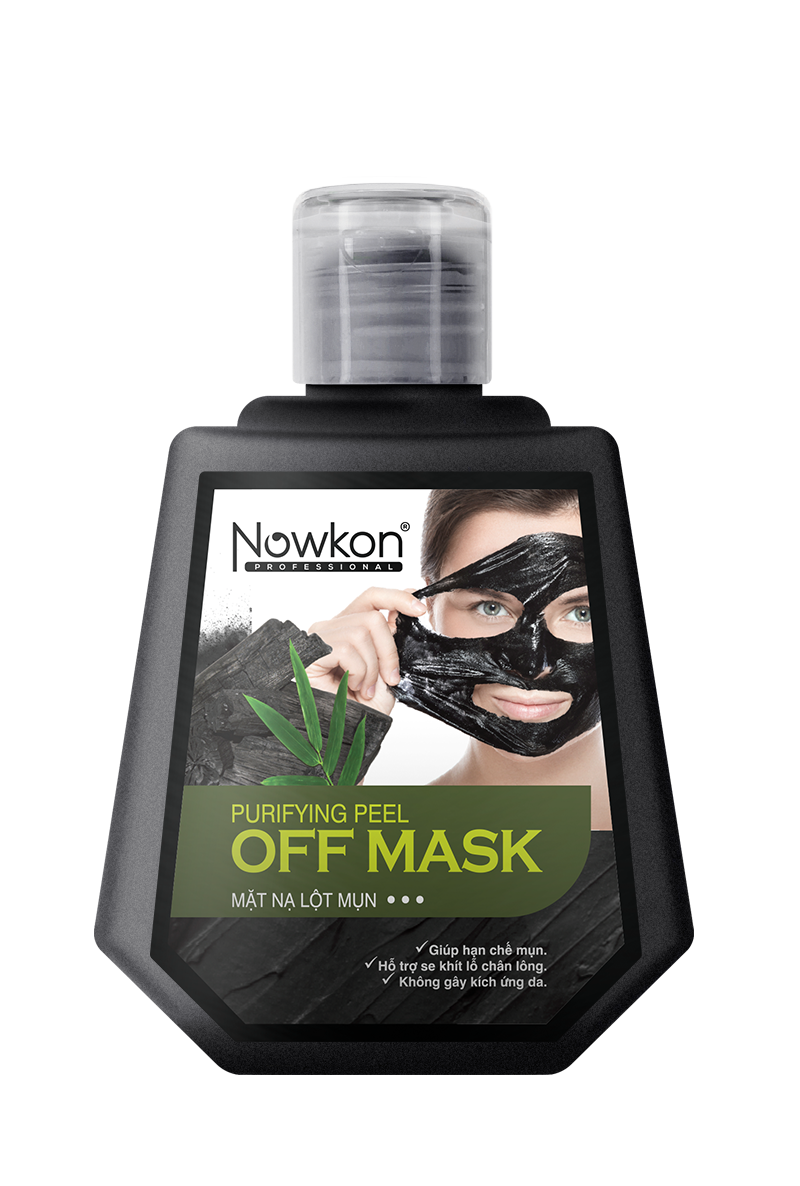 Nowkon®
PROFESSIONAL
PURIFYING PEEL
OFF MASK
MẶT NẠ LỘT MỤN •••
✓ Giúp hạn chế mụn.
✓ Hỗ trợ se khít lỗ chân lông.
✓ Không gây kích ứng da.